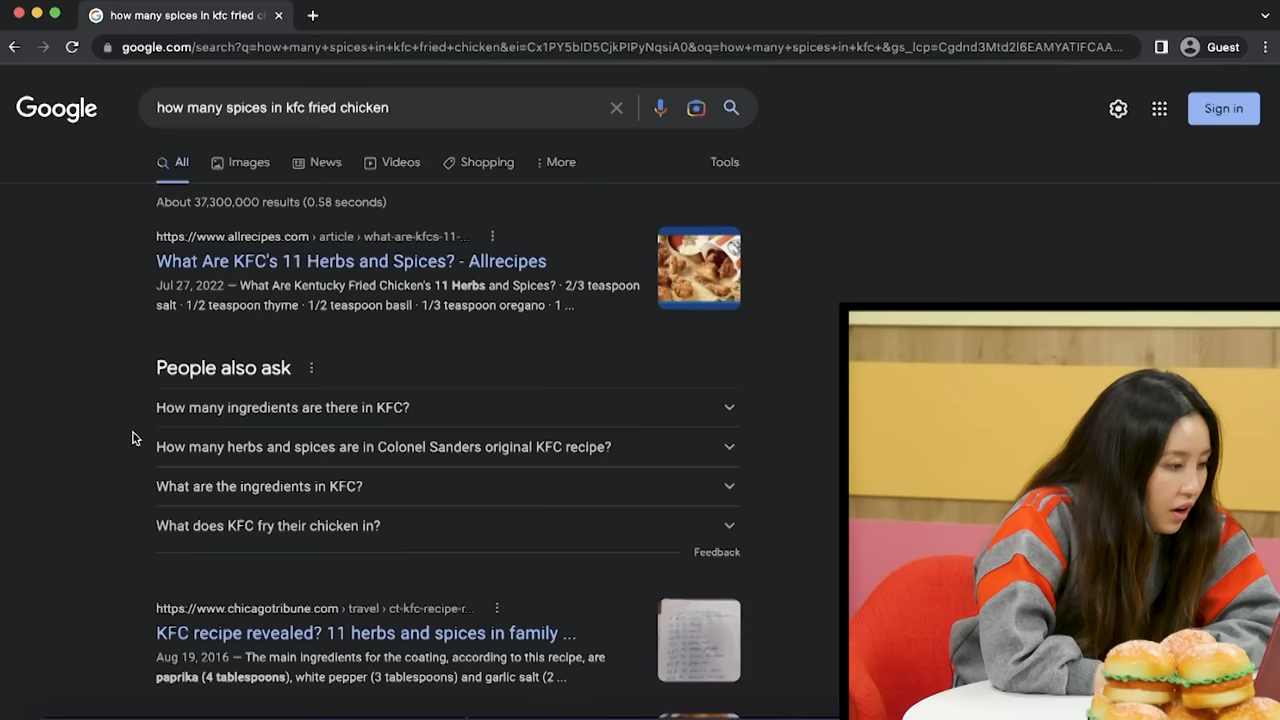 how many spices in kfc fried c
google.com/search?q=how+many+spices+in+kfc+fried+chicken&ei=Cx1PY5bID5CjkPIPyNqsiA0&oq=how+many+spices+in+kfc+&gs_lcp=Cgdnd3Mtd2l6EAMYATIFCAA...
Guest
Google
how many spices in kfc fried chicken
Sign in
All
Images
News
Videos
Shopping
More
Tools
About 37,300,000 results (0.58 seconds)
https://www.allrecipes.com › article › what-are-kfcs-11-...
What Are KFC's 11 Herbs and Spices? - Allrecipes
Jul 27, 2022 — What Are Kentucky Fried Chicken's 11 Herbs and Spices? · 2/3 teaspoon
salt · 1/2 teaspoon thyme · 1/2 teaspoon basil · 1/3 teaspoon oregano · 1 ...
People also ask
How many ingredients are there in KFC?
How many herbs and spices are in Colonel Sanders original KFC recipe?
What are the ingredients in KFC?
What does KFC fry their chicken in?
Feedback
https://www.chicagotribune.com › travel › ct-kfc-recipe-r...
KFC recipe revealed? 11 herbs and spices in family ...
Aug 19, 2016 — The main ingredients for the coating, according to this recipe, are
paprika (4 tablespoons), white pepper (3 tablespoons) and garlic salt (2 ...